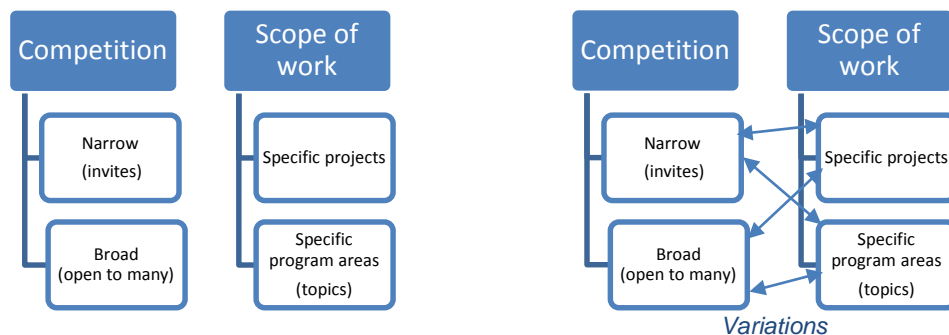 Competition
Narrow
(invites)
Broad
(open to many)
Scope of
work
Specific projects
Specific
program areas
(topics)
Competition
Narrow
(invites)
Broad
(open to many)
Scope of
work
Specific projects
Specific
program areas
(topics)
Variations